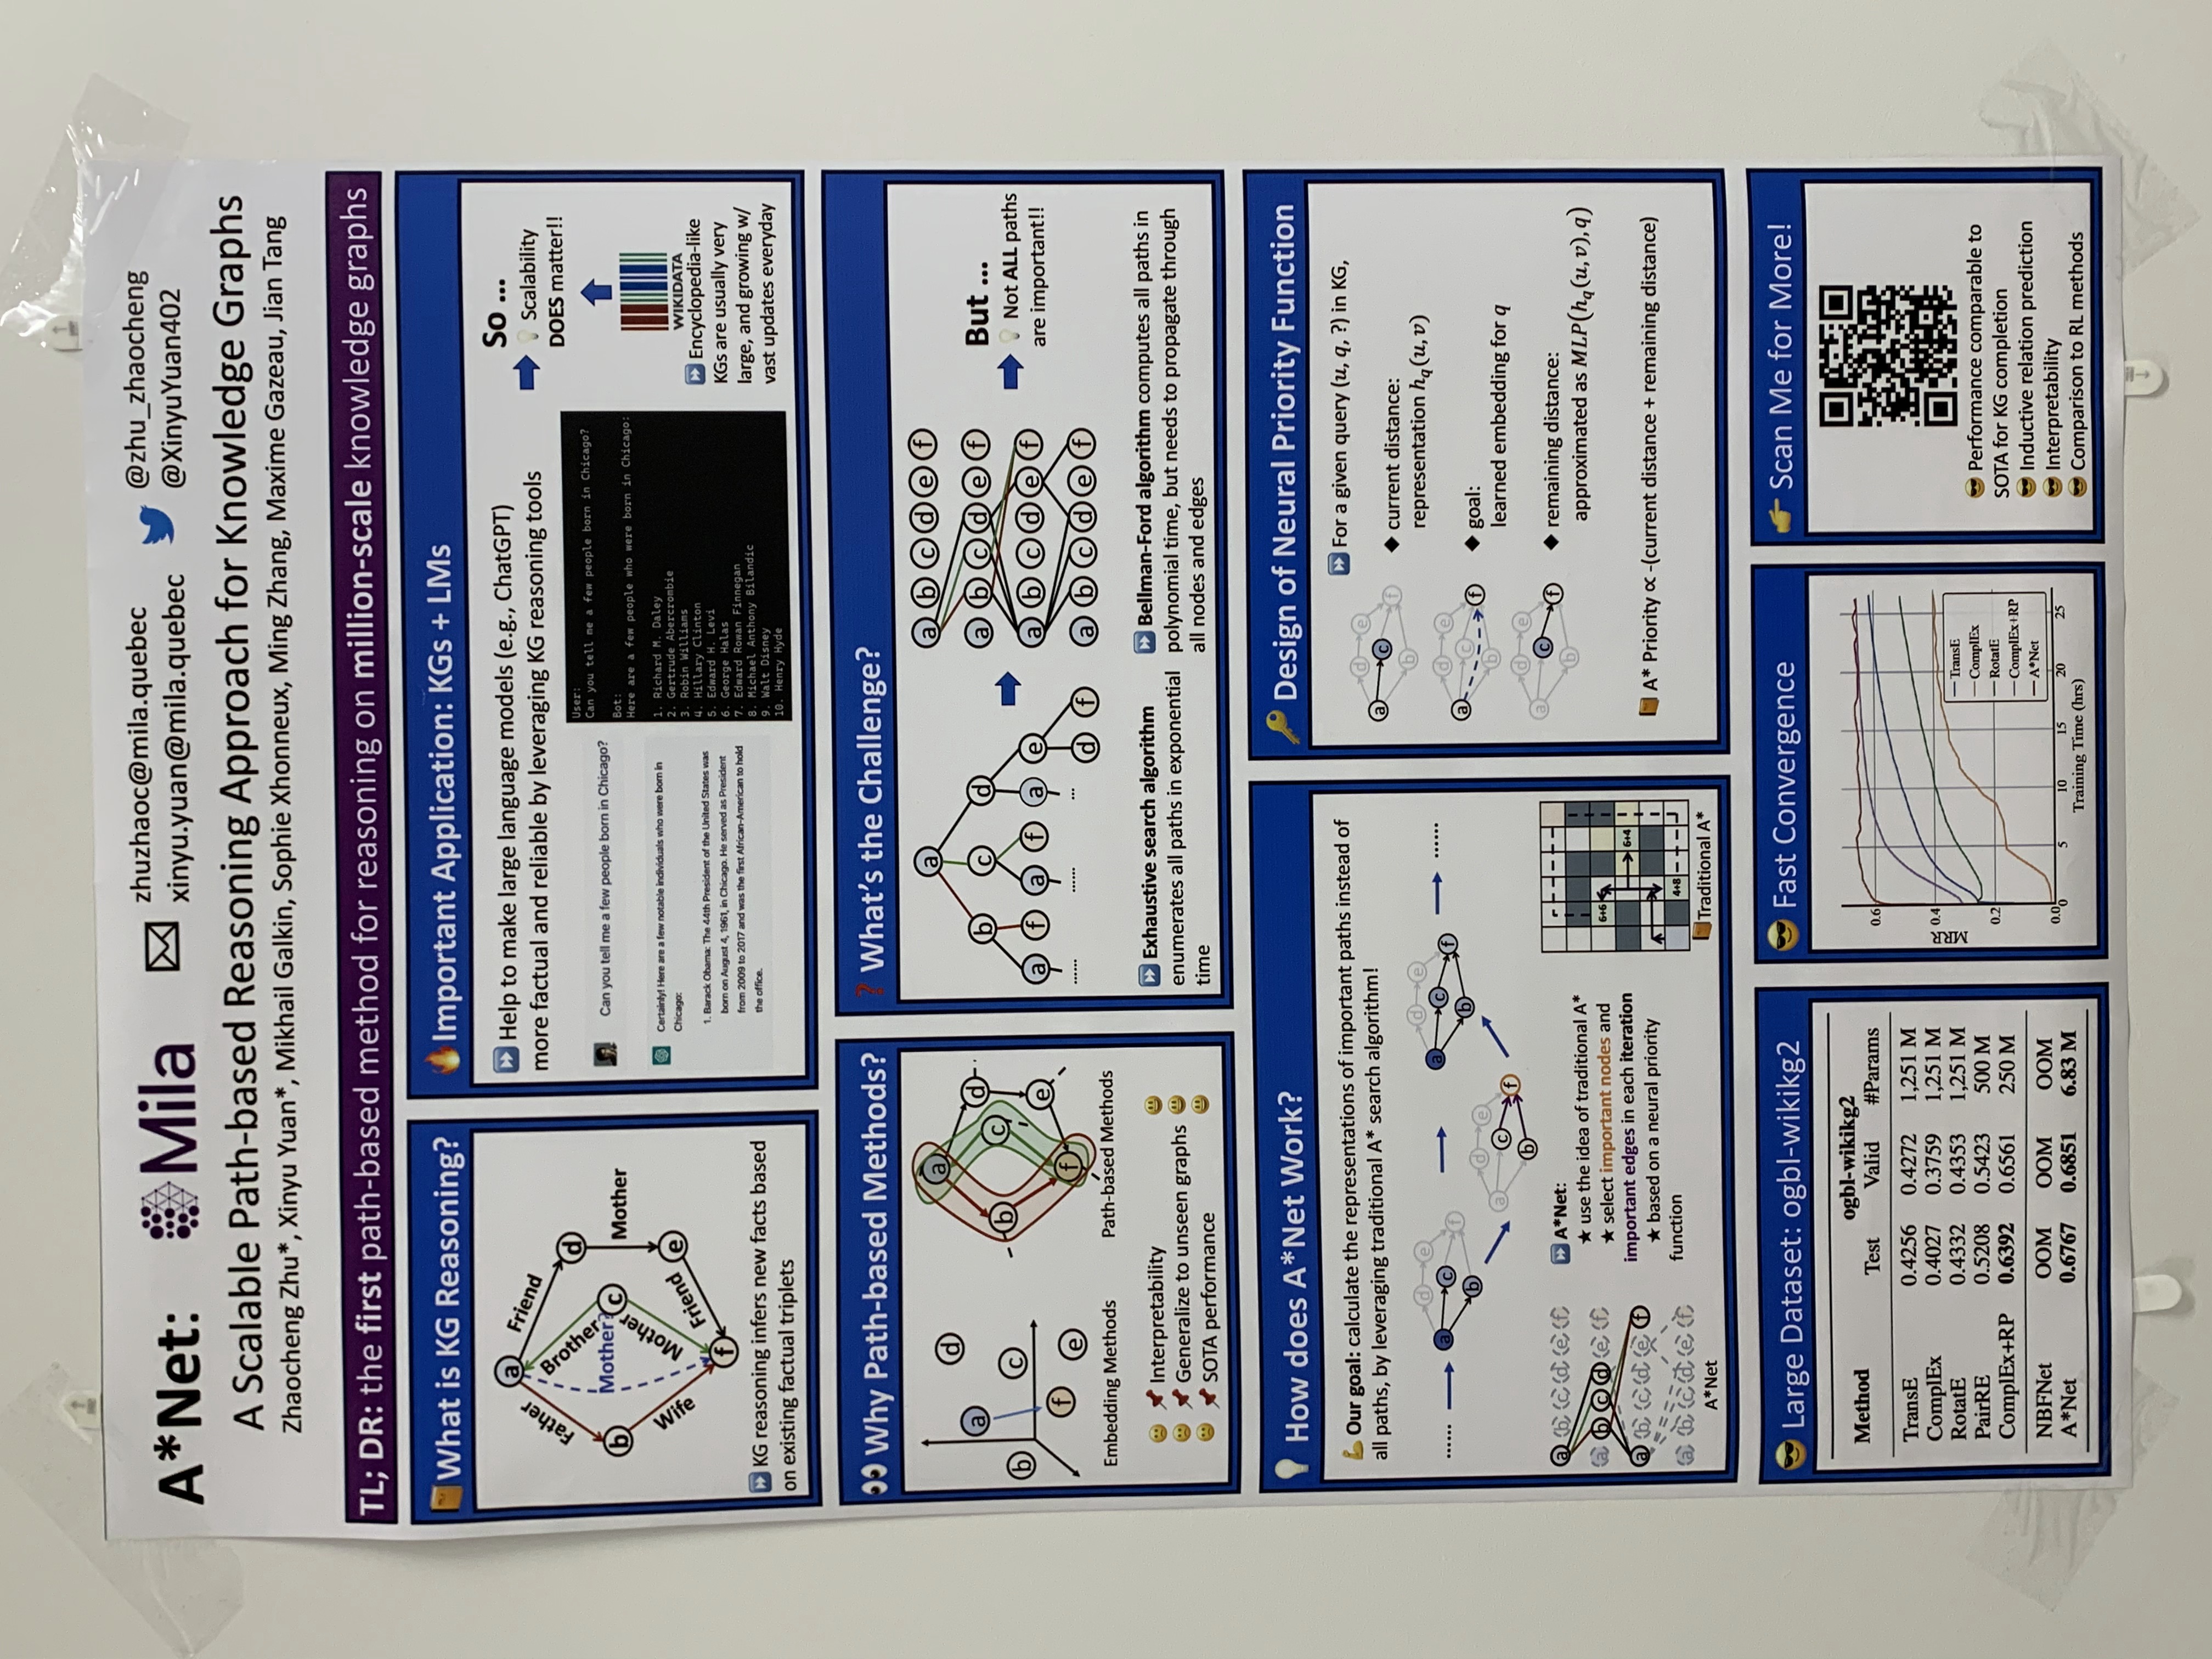 A*Net:
Mila
zhuzhaoc@mila.quebec
xinyu.yuan@mila.quebec
@zhu_zhaocheng
@XinyuYuan402
A Scalable Path-based Reasoning Approach for Knowledge Graphs
Zhaocheng Zhu*, Xinyu Yuan*, Mikhail Galkin, Sophie Xhonneux, Ming Zhang, Maxime Gazeau, Jian Tang
TL; DR: the first path-based method for reasoning on million-scale knowledge graphs
What is KG Reasoning?
a
Friend
Father
Brother
d
b
Mother?
c
Mother
Mother
Wife
e
Friend
f
KG reasoning infers new facts based
on existing factual triplets
Important Application: KGs + LMs
Help to make large language models (e.g., ChatGPT)
more factual and reliable by leveraging KG reasoning tools
Can you tell me a few people born in Chicago?
Certainly! Here are a few notable individuals who were born in
Chicago:
1. Barack Obama: The 44th President of the United States was
born on August 4, 1961, in Chicago. He served as President
from 2009 to 2017 and was the first African-American to hold
the office.
User:
Can you tell me a few people born in Chicago?
Bot:
Here are a few people who were born in Chicago:
1. Richard M. Daley
2. Gertrude Abercrombie
3. Robin Williams
4. Hillary Clinton
5. Edward H. Levi
6. George Halas
7. Edward Rowan Finnegan
8. Michael Anthony Bilandic
9. Walt Disney
10. Henry Hyde
So ...
Scalability
DOES matter!!
WIKIDATA
Encyclopedia-like
KGs are usually very
large, and growing w/
vast updates everyday
Why Path-based Methods?
d
a
c
b
f
e
Embedding Methods
a
d
b
c
e
f
Path-based Methods
Interpretability
Generalize to unseen graphs
SOTA performance
What's the Challenge?
a
b c d
a f a f a e
...... ...... ...
d f
a b c d e f
a b c d e f
a b c d e f
a b c d e f
But ...
Not ALL paths
are important!!
Exhaustive search algorithm
enumerates all paths in exponential
time
Bellman-Ford algorithm computes all paths in
polynomial time, but needs to propagate through
all nodes and edges
How does A*Net Work?
Our goal: calculate the representations of important paths instead of
all paths, by leveraging traditional A* search algorithm!
......
d e
a c f
b
d e
a c f
b
d e
a c f
b
......
a b c d e f
a b c d e f
a b c d e f
a b c d e f
A*Net
A*Net:
★ use the idea of traditional A*
★ select important nodes and
important edges in each iteration
★ based on a neural priority
function
6+6
6+4
4+8
Traditional A*
Design of Neural Priority Function
For a given query (u, q, ?) in KG,
d e
a c f
b
◆ current distance:
representation hq(u, v)
d e
a c f
b
◆ goal:
learned embedding for q
d e
a c f
b
◆ remaining distance:
approximated as MLP(hq(u, v), q)
A* Priority ∝ -(current distance + remaining distance)
Large Dataset: ogbl-wikikg2
ogbl-wikikg2
Method Test Valid #Params
TransE 0.4256 0.4272 1,251 M
ComplEx 0.4027 0.3759 1,251 M
RotatE 0.4332 0.4353 1,251 M
PairRE 0.5208 0.5423 500 M
ComplEx+RP 0.6392 0.6561 250 M
NBFNet OOM OOM OOM
A*Net 0.6767 0.6851 6.83 M
Fast Convergence
0.6
0.4
0.2
0.0
MRR
TransE
ComplEx
RotatE
ComplEx+RP
A*Net
0 5 10 15 20 25
Training Time (hrs)
Scan Me for More!
Performance comparable to
SOTA for KG completion
Inductive relation prediction
Interpretability
Comparison to RL methods